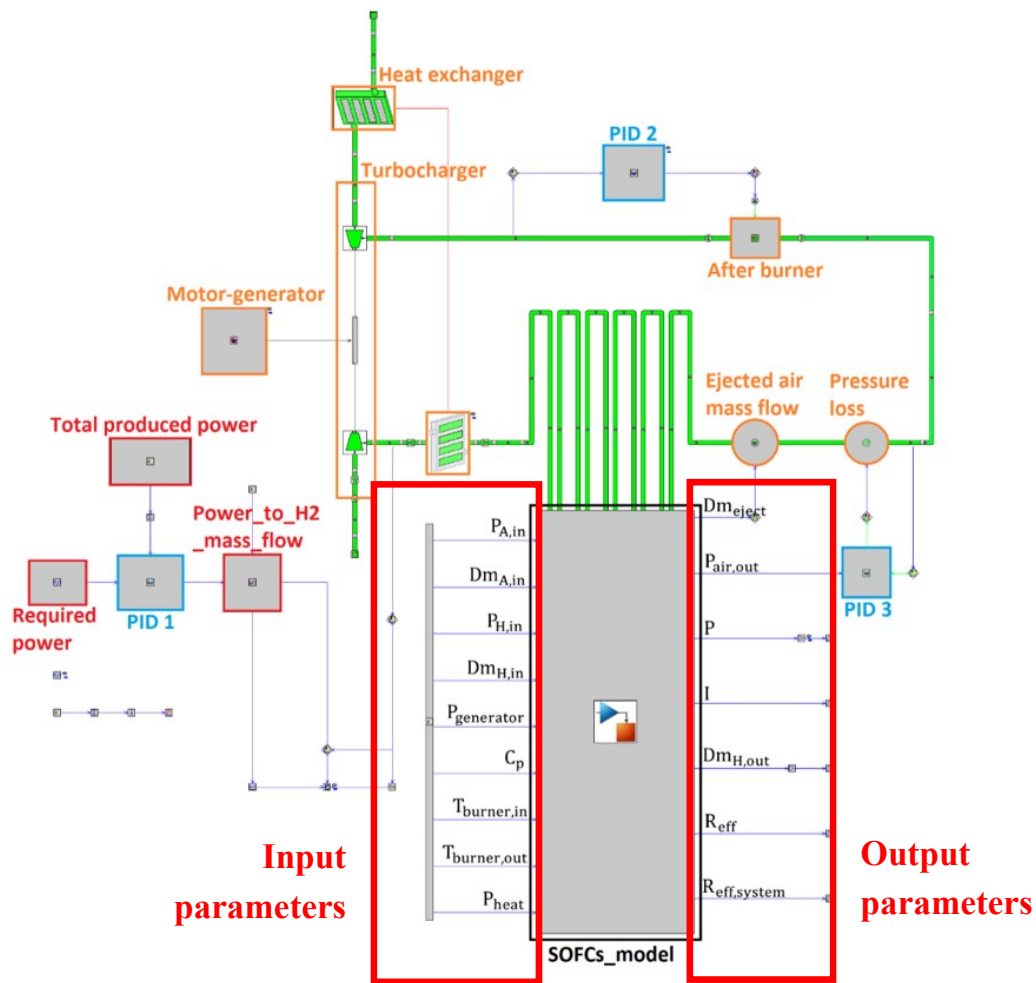 Heat exchanger
PID 2
Turbocharger
After burner
Motor-generator
Ejected air
mass flow
Pressure
loss
Total produced power
Power_to_H2
_mass_flow
Required
power
PID 1
PID 3
P_A,in
Dm_A,in
P_H,in
Dm_H,in
P_generator
C_p
T_burner,in
T_burner,out
P_heat
Dm_eject
P_air,out
P
I
Dm_H,out
R_eff
R_eff,system
Input
parameters
Output
parameters
SOFCs_model